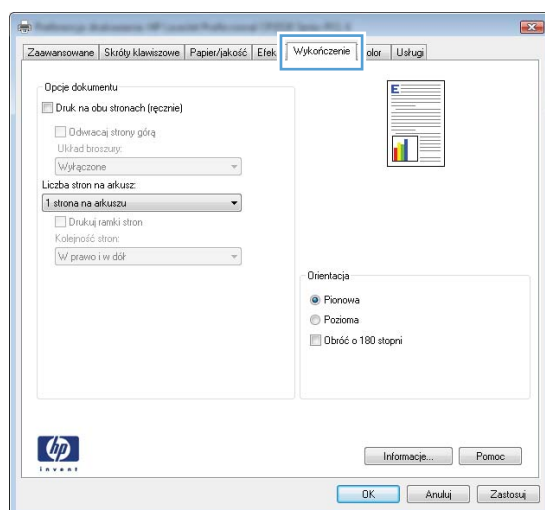 Zaawansowane Skróty klawiszowe Papier/jakość Efek Wykończenie olor Usługi
Opcje dokumentu
Druk na obu stronach (ręcznie)
Odwracaj strony górą
Układ broszury:
Wyłączone
Liczba stron na arkusz:
1 strona na arkuszu
Drukuj ramki stron
Kolejność stron:
W prawo i w dół
E
Orientacja
Pionowa
Pozioma
Obróć o 180 stopni
hp
invent
Informacje... Pomoc
OK Anuluj Zastosuj